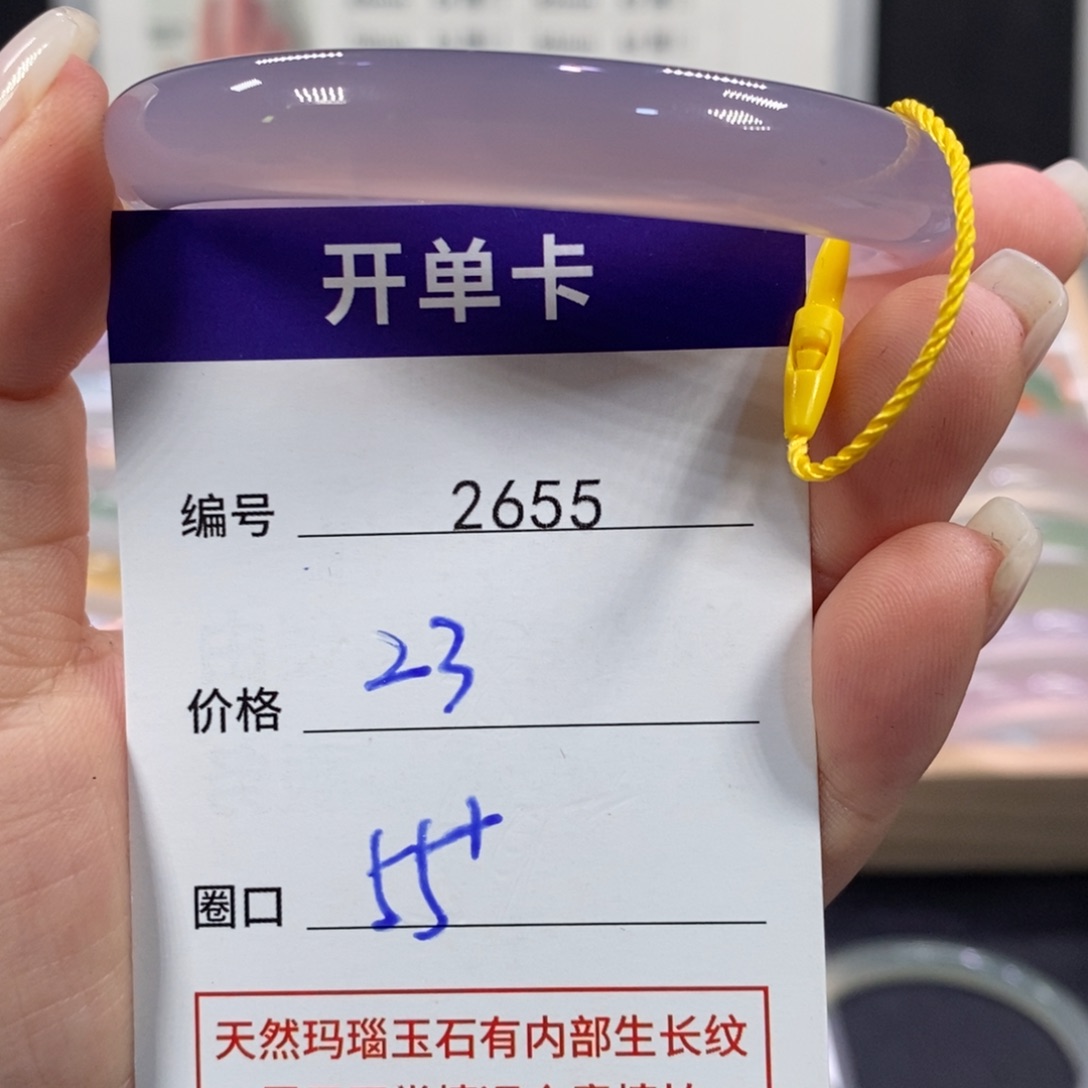 开单卡
编号 2655
价格 23
圈口 55+
天然玛瑙玉石有内部生长纹